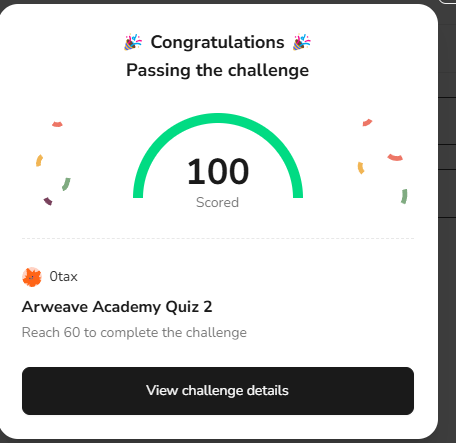 🎉 Congratulations 🎉
Passing the challenge
100
Scored
0tax
Arweave Academy Quiz 2
Reach 60 to complete the challenge
View challenge details